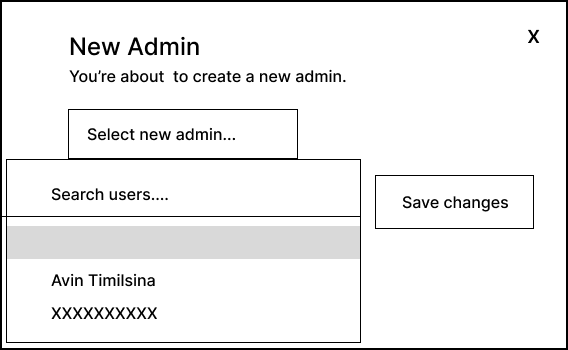 New Admin
X
You’re about  to create a new admin.
Select new admin...
Search users....
Save changes
Avin Timilsina
XXXXXXXXXX